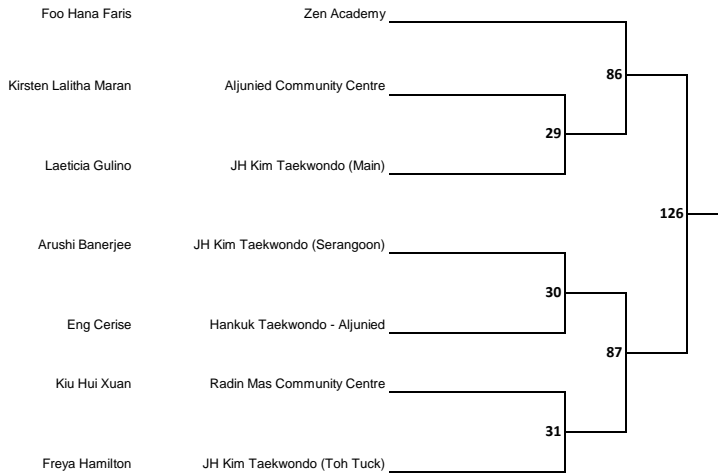 Foo Hana Faris Zen Academy
86
Kirsten Lalitha Maran Aljunied Community Centre
29
Laeticia Gulino JH Kim Taekwondo (Main)
126
Arushi Banerjee JH Kim Taekwondo (Serangoon)
30
Eng Cerise Hankuk Taekwondo - Aljunied
87
Kiu Hui Xuan Radin Mas Community Centre
31
Freya Hamilton JH Kim Taekwondo (Toh Tuck)